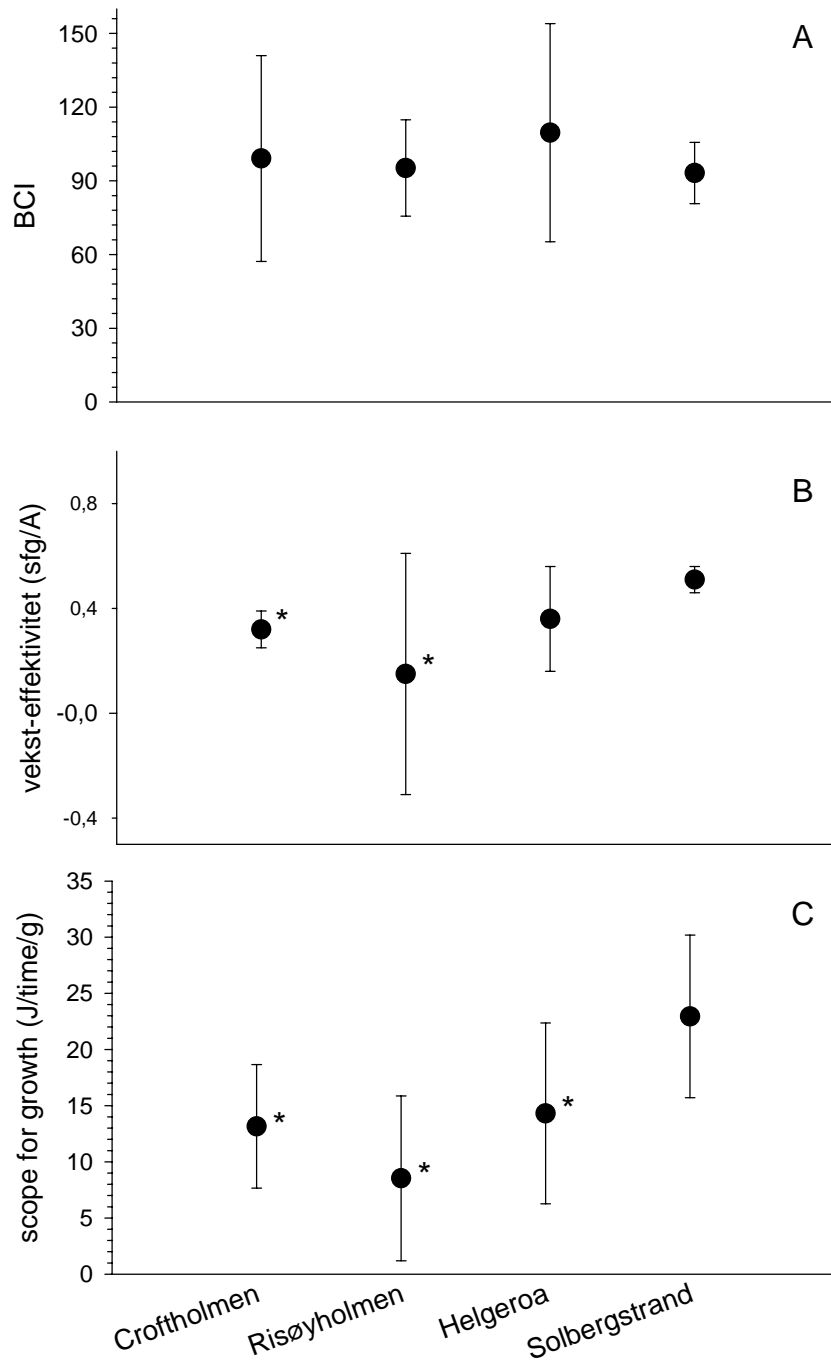 A
150
120
90
60
30
0
BCI
B
0,8
0,4
-0,0
-0,4
vekst-effektivitet (sfg/A)
*
*
C
35
30
25
20
15
10
5
0
scope for growth (J/time/g)
*
*
*
Croftholmen
Risøyholmen
Helgeroa
Solbergstrand